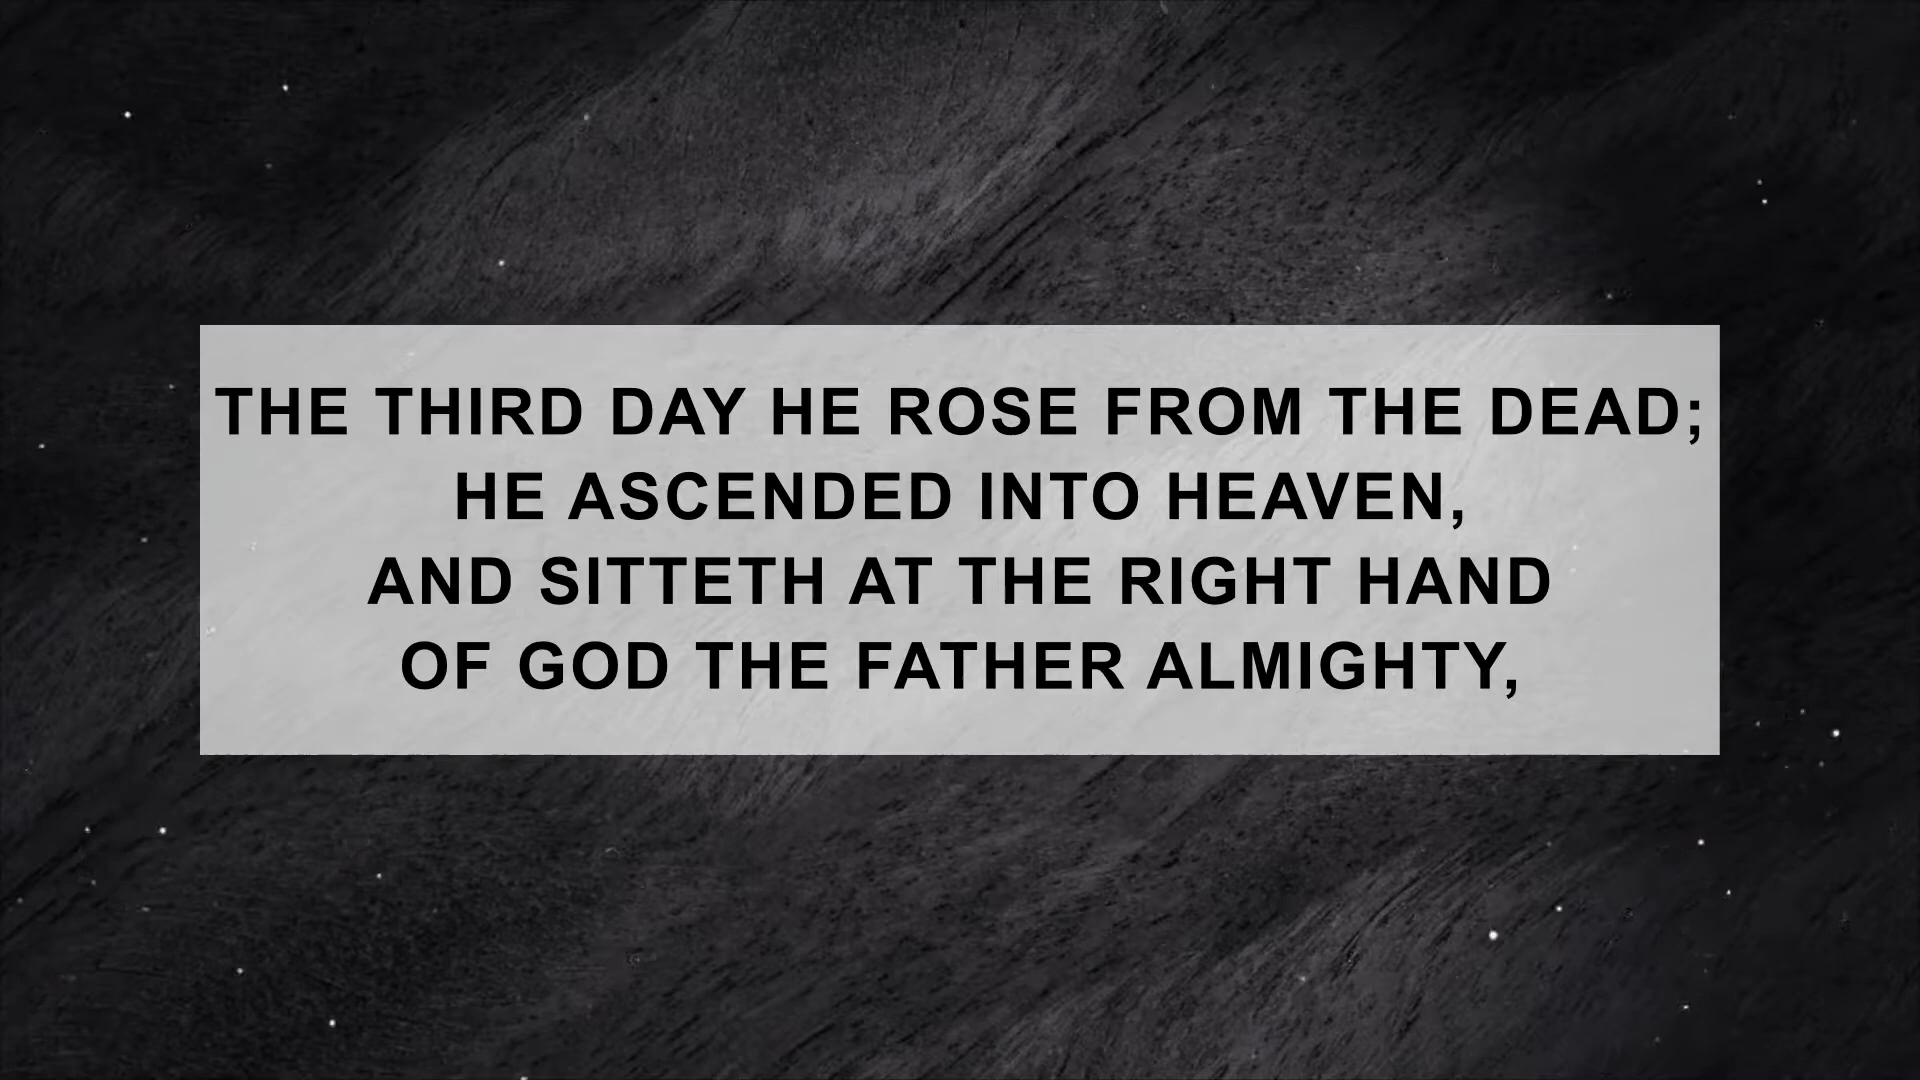 THE THIRD DAY HE ROSE FROM THE DEAD;
HE ASCENDED INTO HEAVEN,
AND SITTETH AT THE RIGHT HAND
OF GOD THE FATHER ALMIGHTY,